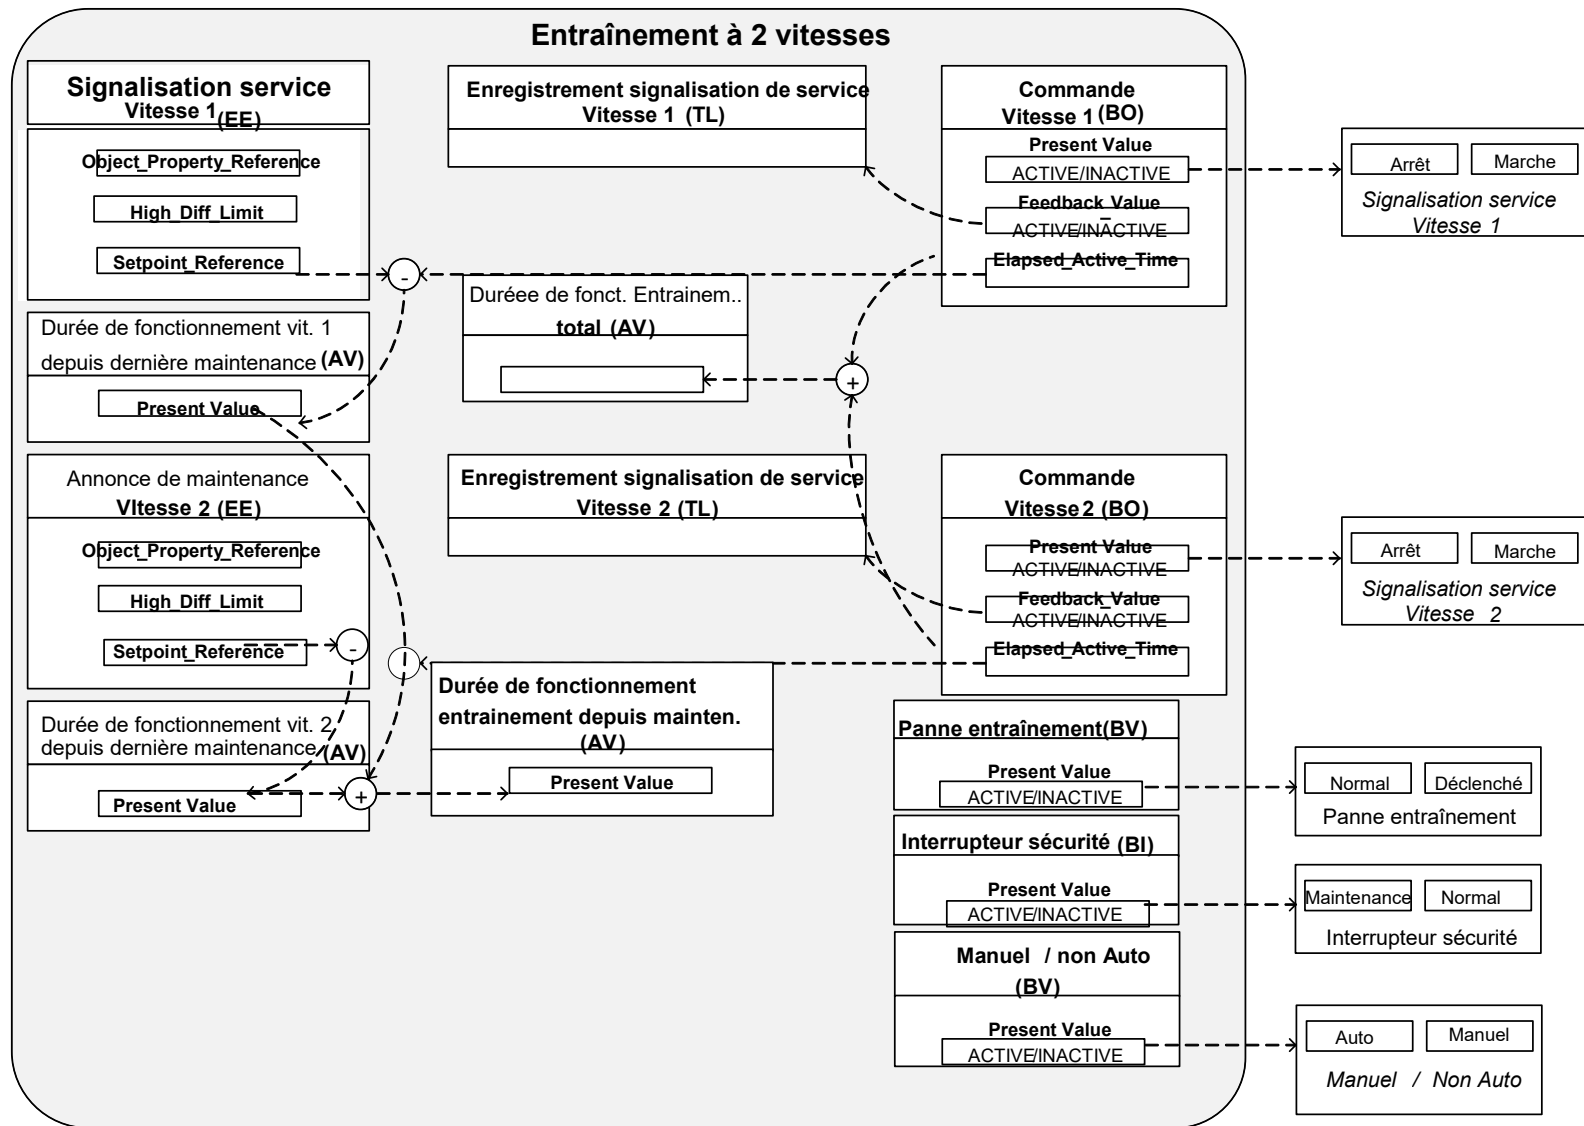 Entraînement à 2 vitesses
Signalisation service
Vitesse 1 (EE)
Object_Property_Reference
High_Diff_Limit
Setpoint_Reference
Durée de fonctionnement vit. 1
depuis dernière maintenance (AV)
Present Value
Annonce de maintenance
VItesse 2 (EE)
Object_Property_Reference
High_Diff_Limit
Setpoint_Reference
Durée de fonctionnement vit. 2
depuis dernière maintenance (AV)
Present Value
Enregistrement signalisation de service
Vitesse 1 (TL)
-
Duréee de fonct. Entrainem..
total (AV)
+
Enregistrement signalisation de service
Vitesse 2 (TL)
-
Durée de fonctionnement
entrainement depuis mainten.
(AV)
Present Value
+
Commande
Vitesse 1 (BO)
Present Value
ACTIVE/INACTIVE
Feedback_Value
ACTIVE/INACTIVE
Elapsed_Active_Time
Commande
Vitesse 2 (BO)
Present Value
ACTIVE/INACTIVE
Feedback_Value
ACTIVE/INACTIVE
Elapsed_Active_Time
Panne entraînement(BV)
Present Value
ACTIVE/INACTIVE
Interrupteur sécurité (BI)
Present Value
ACTIVE/INACTIVE
Manuel / non Auto
(BV)
Present Value
ACTIVE/INACTIVE
Arrêt Marche
Signalisation service
Vitesse 1
Arrêt Marche
Signalisation service
Vitesse 2
Normal Déclenché
Panne entraînement
Maintenance Normal
Interrupteur sécurité
Auto Manuel
Manuel / Non Auto